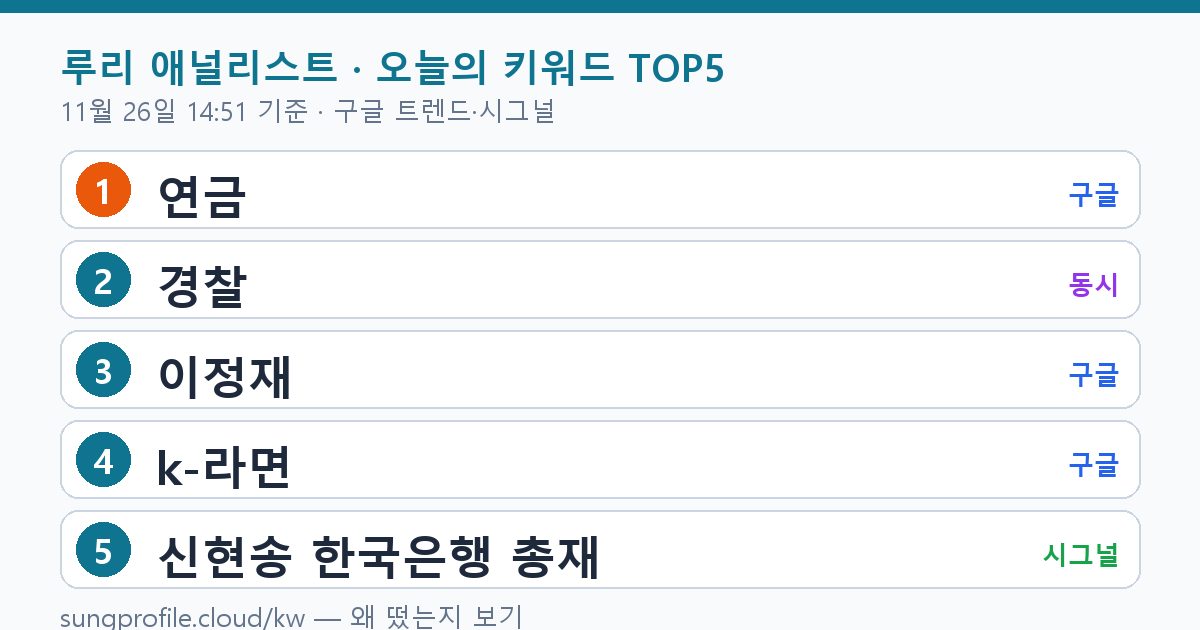 루리 애널리스트 · 오늘의 키워드 TOP5
11월 26일 14:51 기준 · 구글 트렌드·시그널
1 연금 구글
2 경찰 동시
3 이정재 구글
4 k-라면 구글
5 신현송 한국은행 총재 시그널
sungprofile.cloud/kw — 왜 떴는지 보기